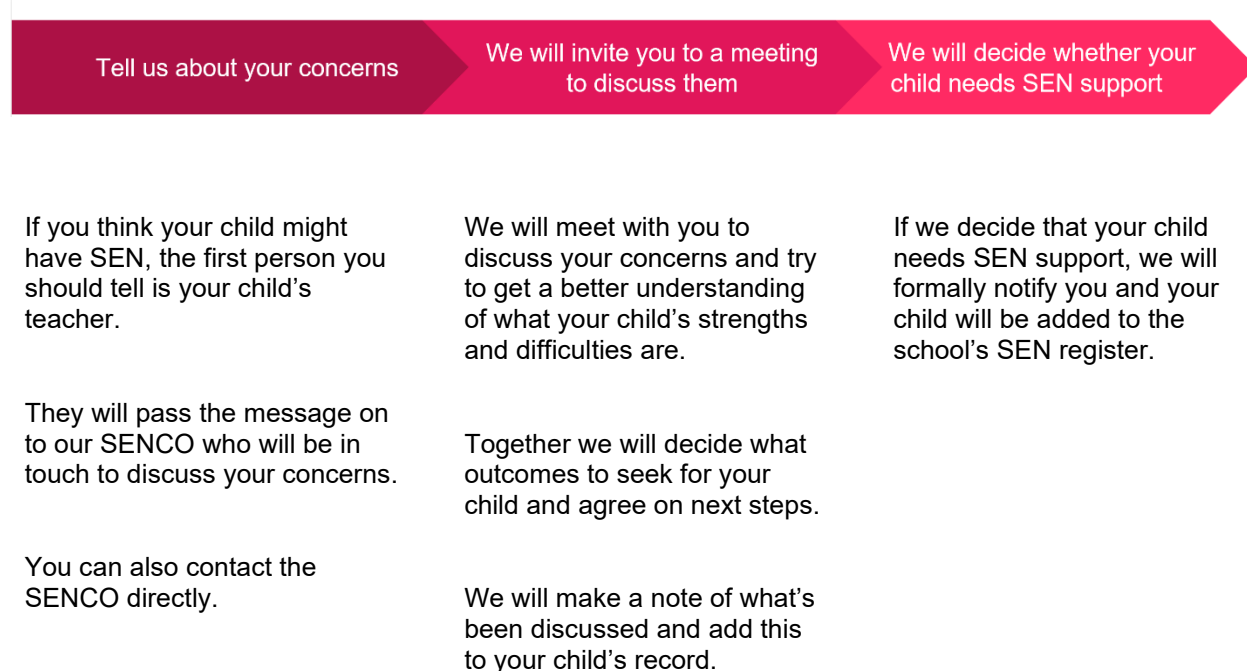 Tell us about your concerns
We will invite you to a meeting
to discuss them
We will decide whether your
child needs SEN support
If you think your child might
have SEN, the first person you
should tell is your child’s
teacher.
They will pass the message on
to our SENCO who will be in
touch to discuss your concerns.
You can also contact the
SENCO directly.
We will meet with you to
discuss your concerns and try
to get a better understanding
of what your child’s strengths
and difficulties are.
Together we will decide what
outcomes to seek for your
child and agree on next steps.
We will make a note of what’s
been discussed and add this
to your child’s record.
If we decide that your child
needs SEN support, we will
formally notify you and your
child will be added to the
school’s SEN register.